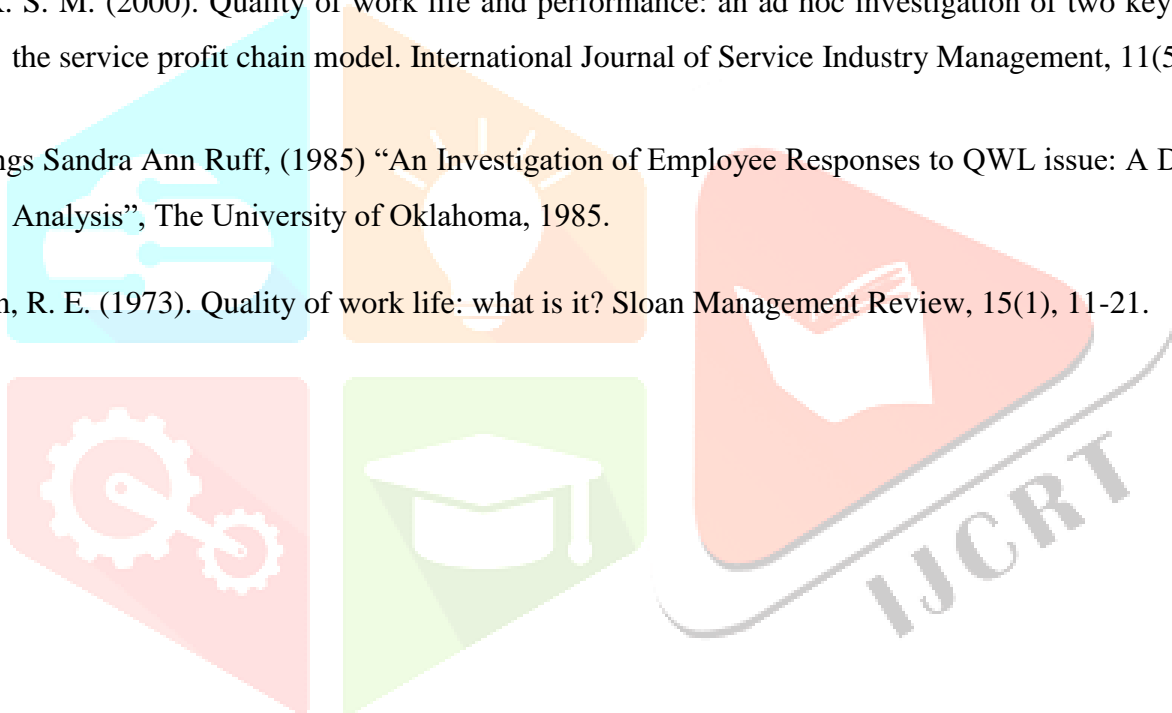 . S. M. (2000). Quality of work life and performance: an ad hoc investigation of two key
the service profit chain model. International Journal of Service Industry Management, 11(5
ngs Sandra Ann Ruff, (1985) “An Investigation of Employee Responses to QWL issue: A D
Analysis”, The University of Oklahoma, 1985.
, R. E. (1973). Quality of work life: what is it? Sloan Management Review, 15(1), 11-21.
IJCRT